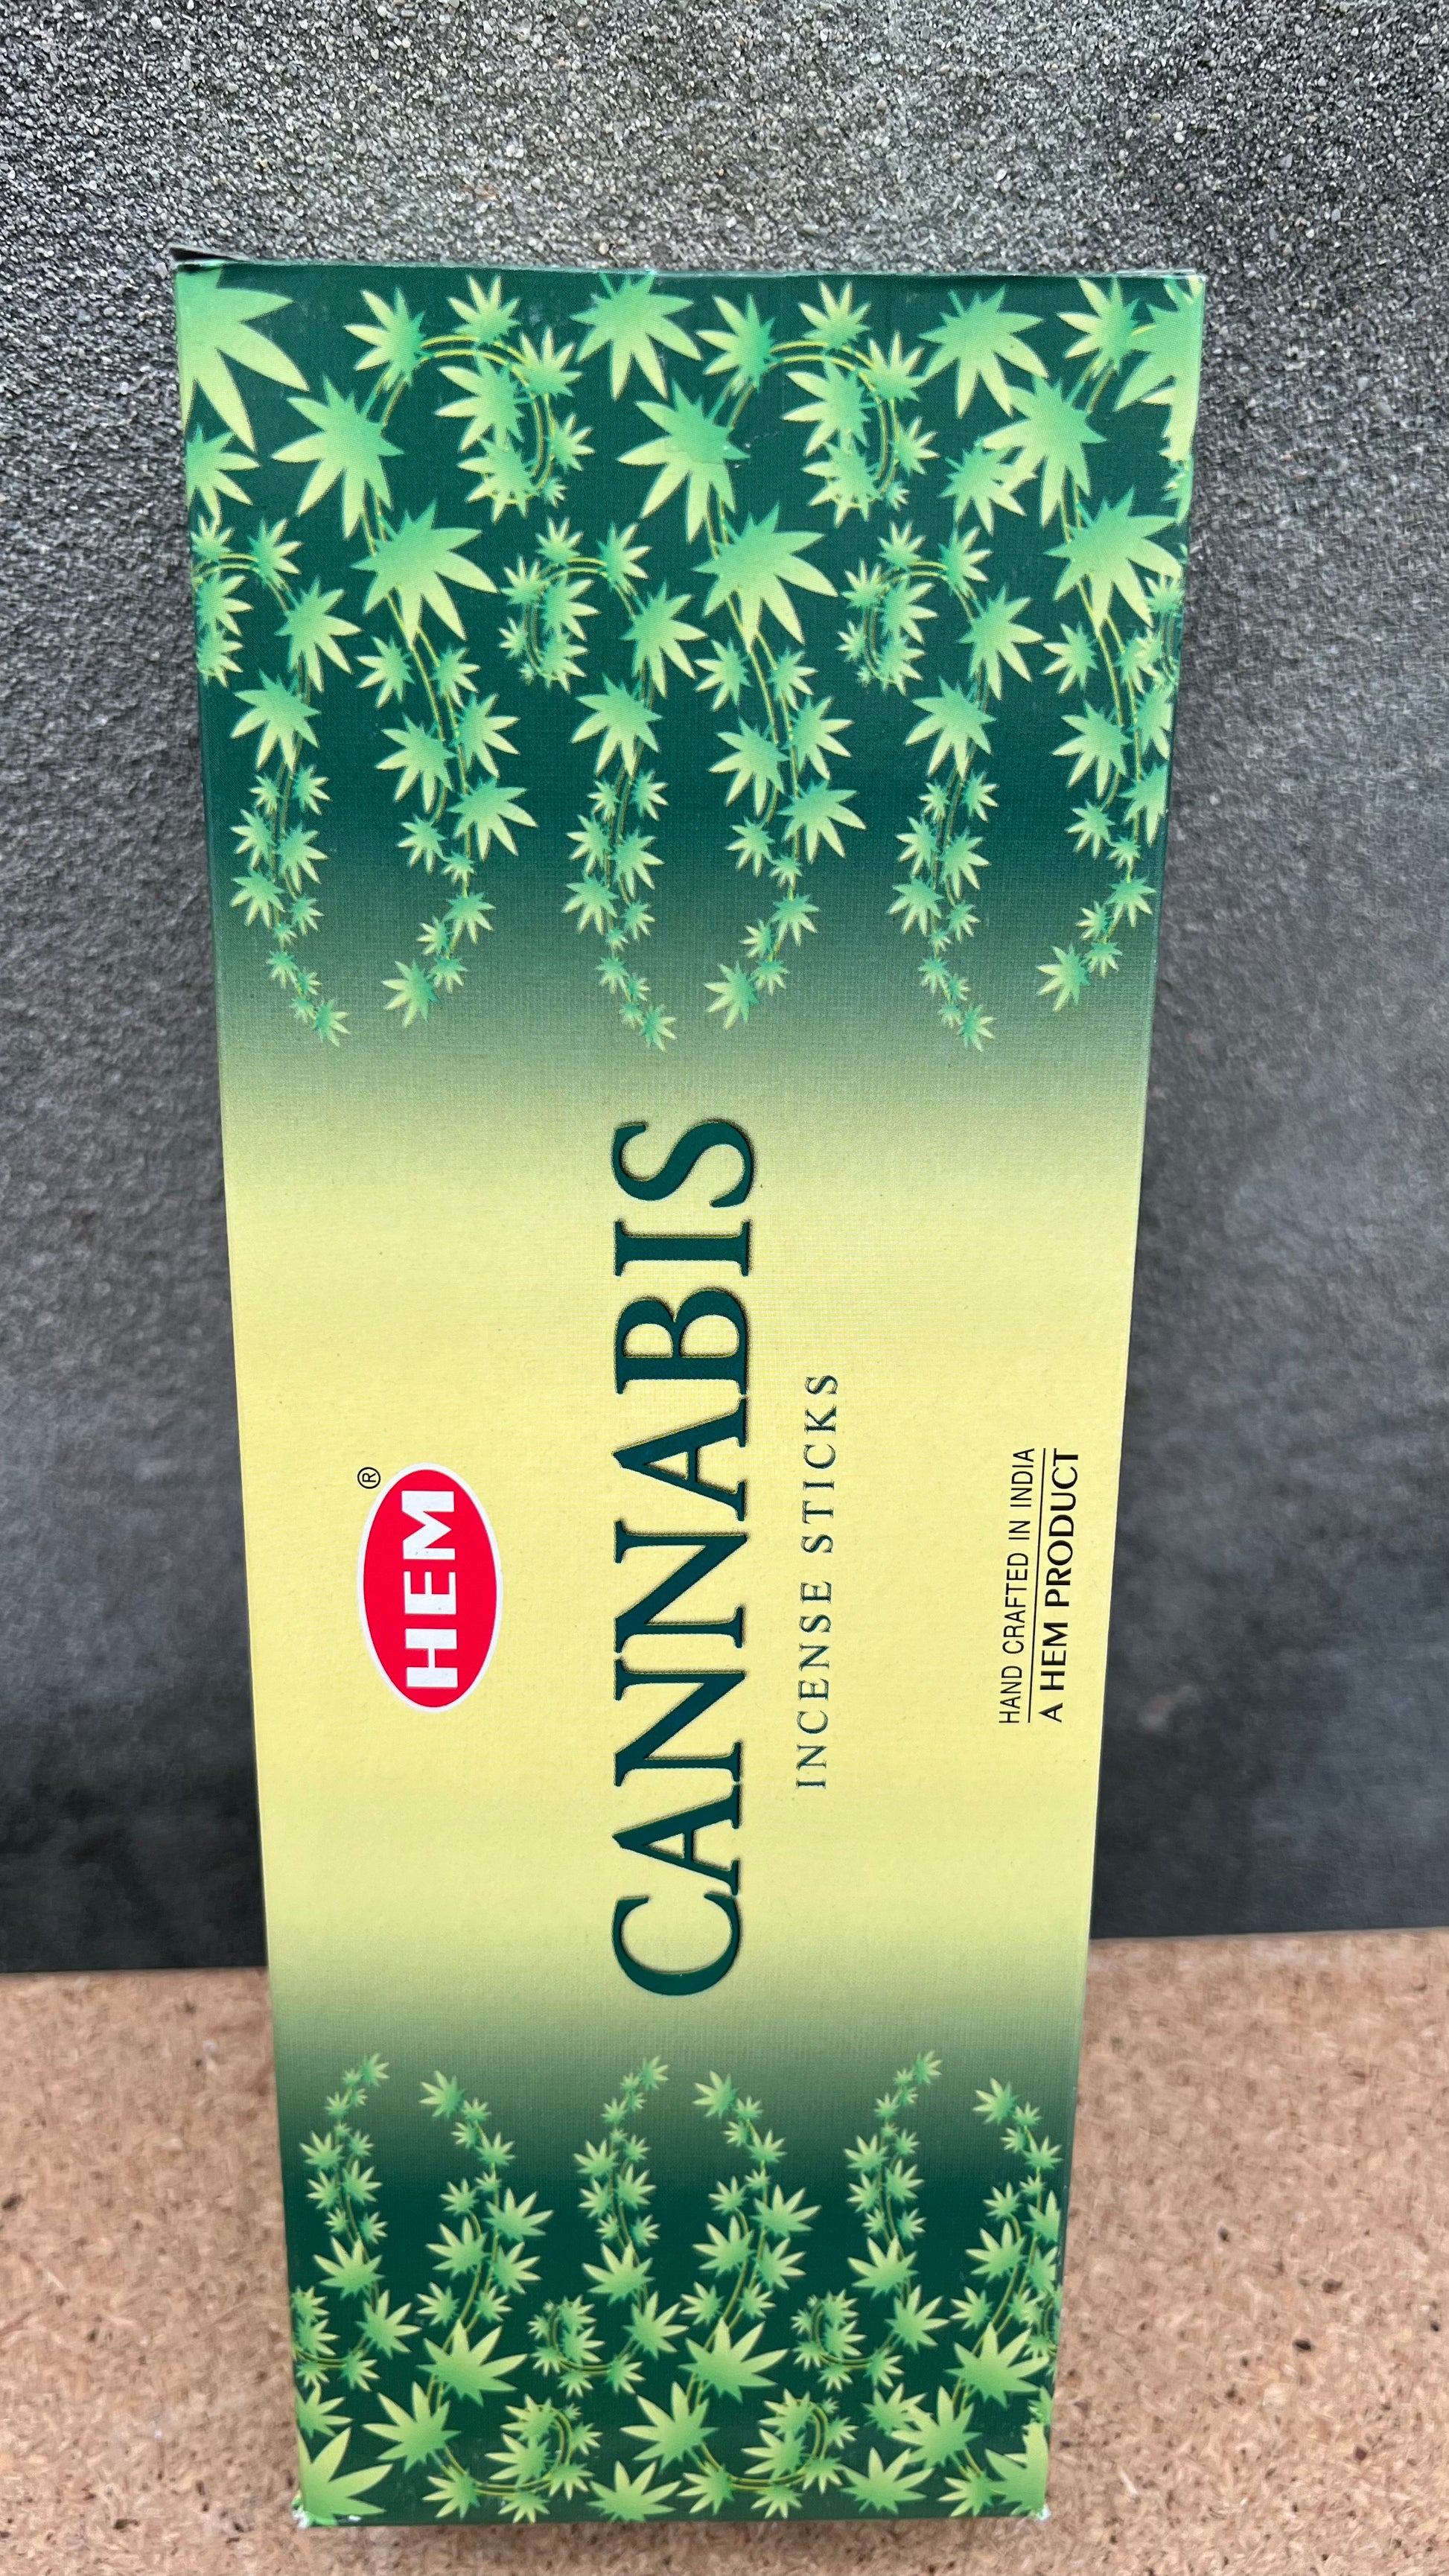 HEM®
CANNABIS
INCENSE STICKS
HAND CRAFTED IN INDIA
A HEM PRODUCT